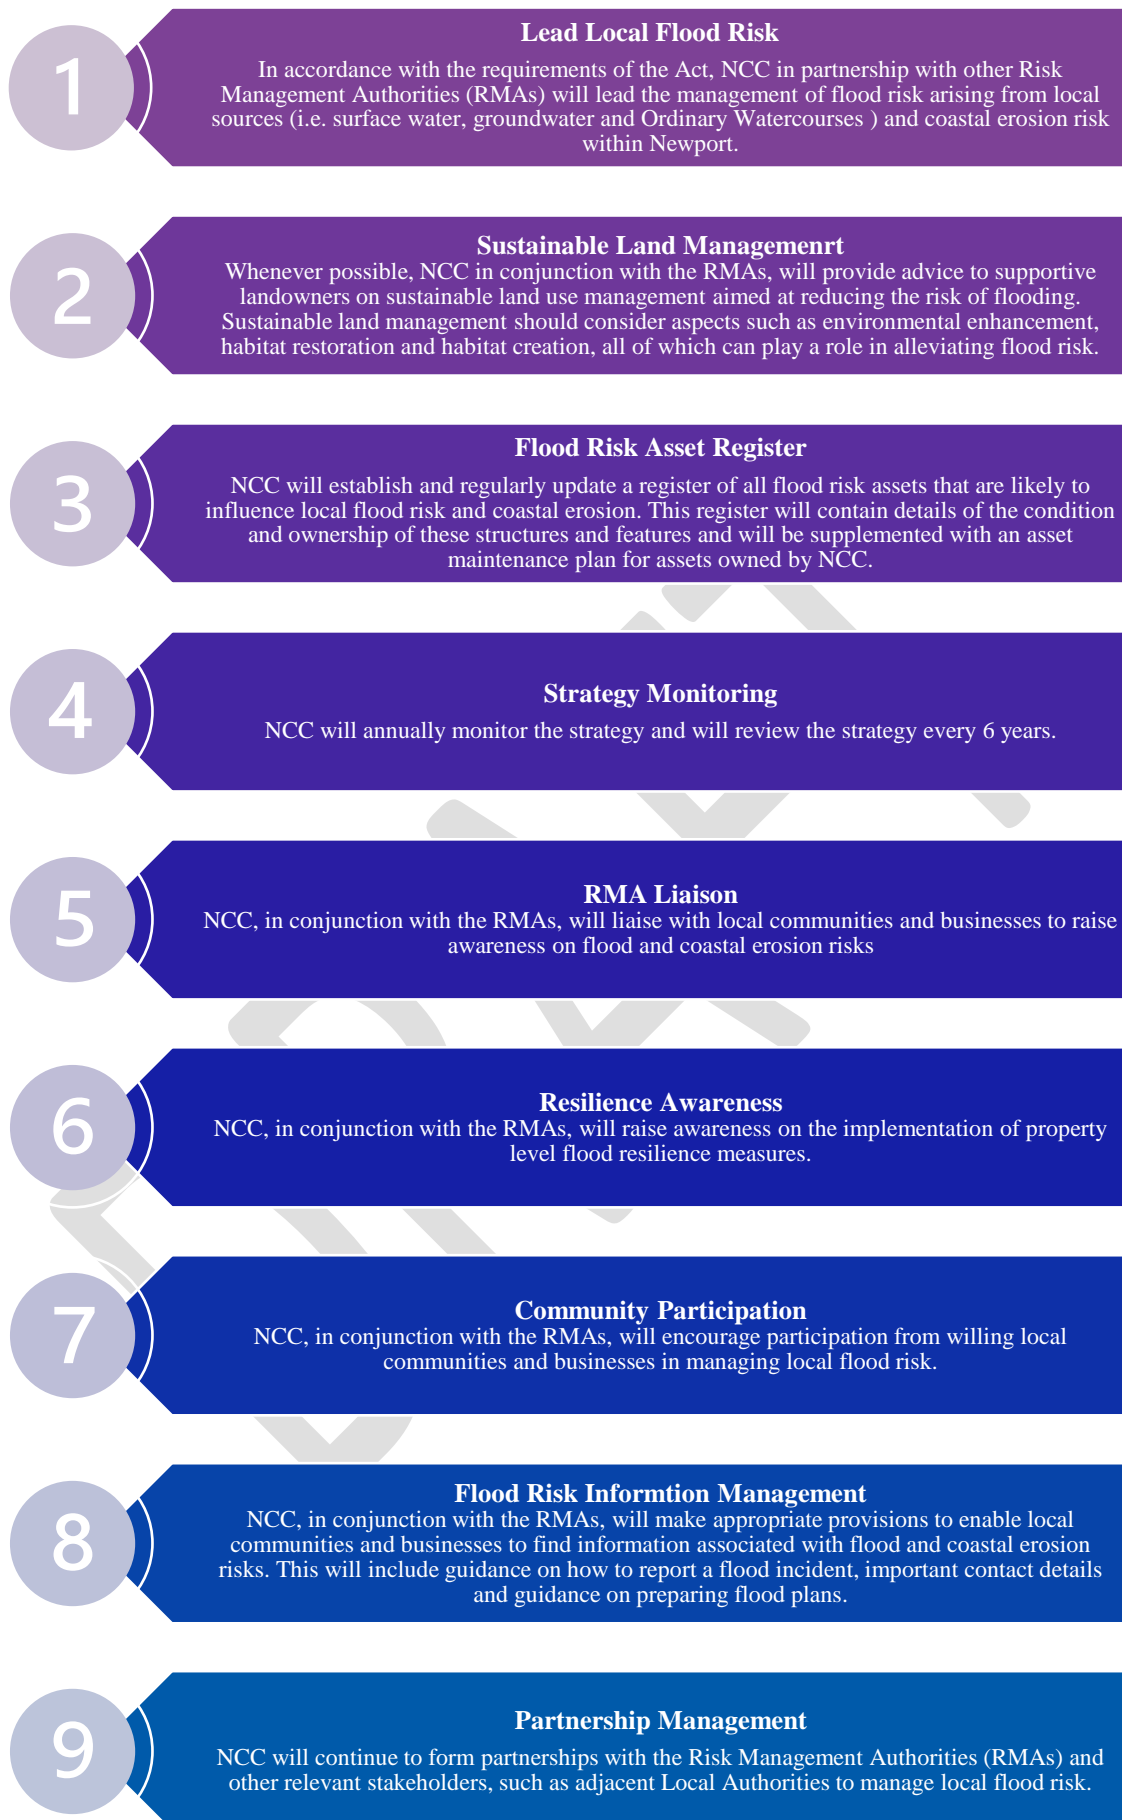 1
Lead Local Flood Risk
In accordance with the requirements of the Act, NCC in partnership with other Risk
Management Authorities (RMAs) will lead the management of flood risk arising from local
sources (i.e. surface water, groundwater and Ordinary Watercourses ) and coastal erosion risk
within Newport.
2
Sustainable Land Managemenrt
Whenever possible, NCC in conjunction with the RMAs, will provide advice to supportive
landowners on sustainable land use management aimed at reducing the risk of flooding.
Sustainable land management should consider aspects such as environmental enhancement,
habitat restoration and habitat creation, all of which can play a role in alleviating flood risk.
3
Flood Risk Asset Register
NCC will establish and regularly update a register of all flood risk assets that are likely to
influence local flood risk and coastal erosion. This register will contain details of the condition
and ownership of these structures and features and will be supplemented with an asset
maintenance plan for assets owned by NCC.
4
Strategy Monitoring
NCC will annually monitor the strategy and will review the strategy every 6 years.
5
RMA Liaison
NCC, in conjunction with the RMAs, will liaise with local communities and businesses to raise
awareness on flood and coastal erosion risks
6
Resilience Awareness
NCC, in conjunction with the RMAs, will raise awareness on the implementation of property
level flood resilience measures.
7
Community Participation
NCC, in conjunction with the RMAs, will encourage participation from willing local
communities and businesses in managing local flood risk.
8
Flood Risk Informtion Management
NCC, in conjunction with the RMAs, will make appropriate provisions to enable local
communities and businesses to find information associated with flood and coastal erosion
risks. This will include guidance on how to report a flood incident, important contact details
and guidance on preparing flood plans.
9
Partnership Management
NCC will continue to form partnerships with the Risk Management Authorities (RMAs) and
other relevant stakeholders, such as adjacent Local Authorities to manage local flood risk.